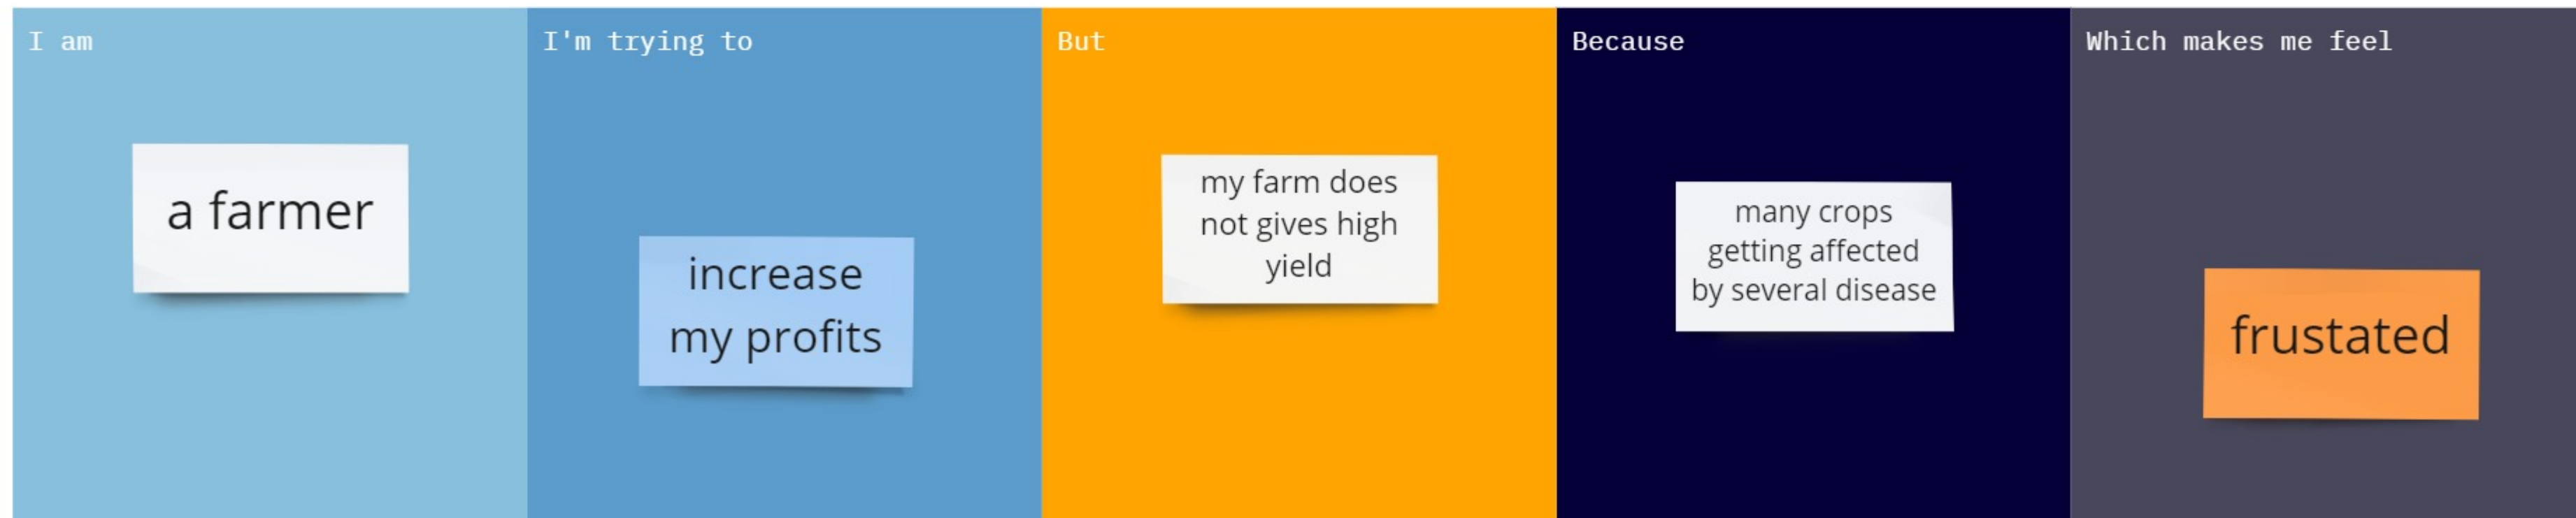 I am
a farmer
I'm trying to
increase
my profits
But
my farm does
not gives high
yield
Because
many crops
getting affected
by several disease
Which makes me feel
frustated